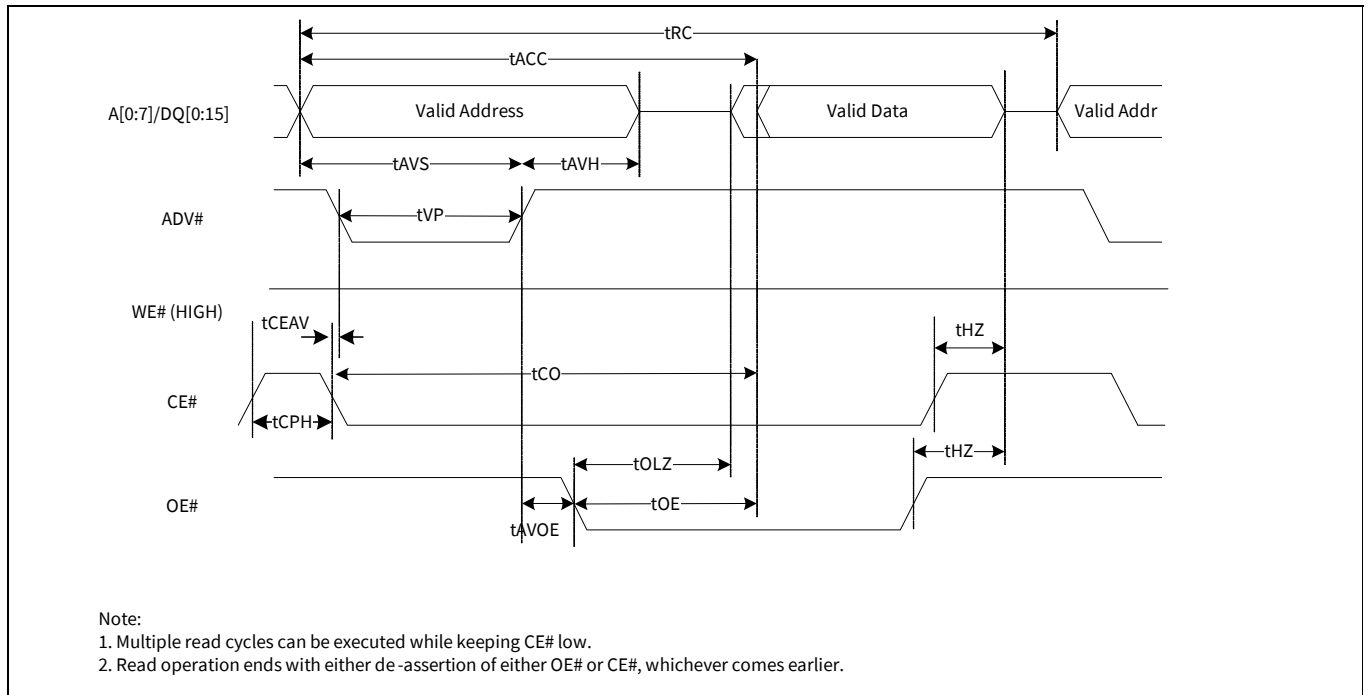 tRC
tACC
A[0:7]/DQ[0:15]
Valid Address
Valid Data
Valid Addr
tAVS
tAVH
ADV#
tVP
WE# (HIGH)
tCEAV
tHZ
tCO
CE#
tCPH
tHZ
tOLZ
OE#
tOE
tAVOE
Note:
1. Multiple read cycles can be executed while keeping CE# low.
2. Read operation ends with either de -assertion of either OE# or CE#, whichever comes earlier.